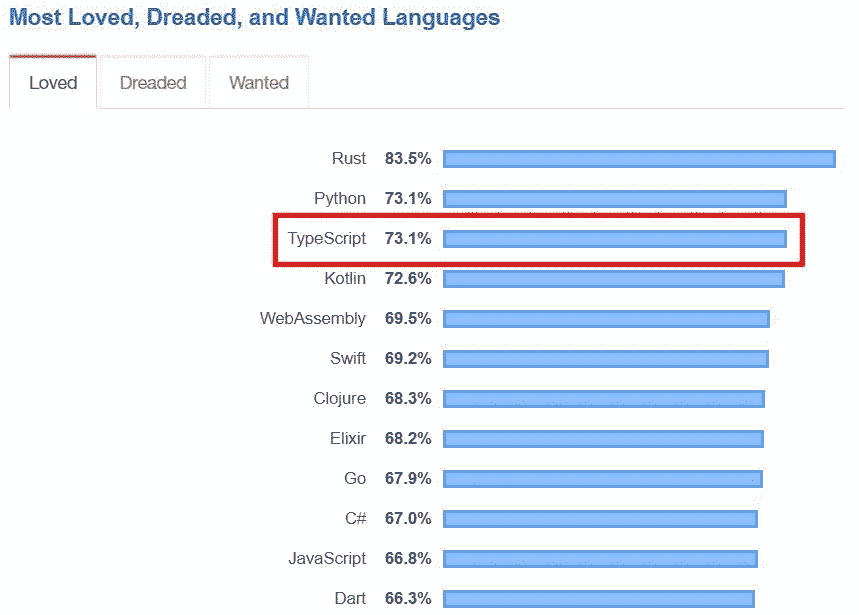 Most Loved, Dreaded, and Wanted Languages
Loved Dreaded Wanted
Rust 83.5%
Python 73.1%
TypeScript 73.1%
Kotlin 72.6%
WebAssembly 69.5%
Swift 69.2%
Clojure 68.3%
Elixir 68.2%
Go 67.9%
C# 67.0%
JavaScript 66.8%
Dart 66.3%